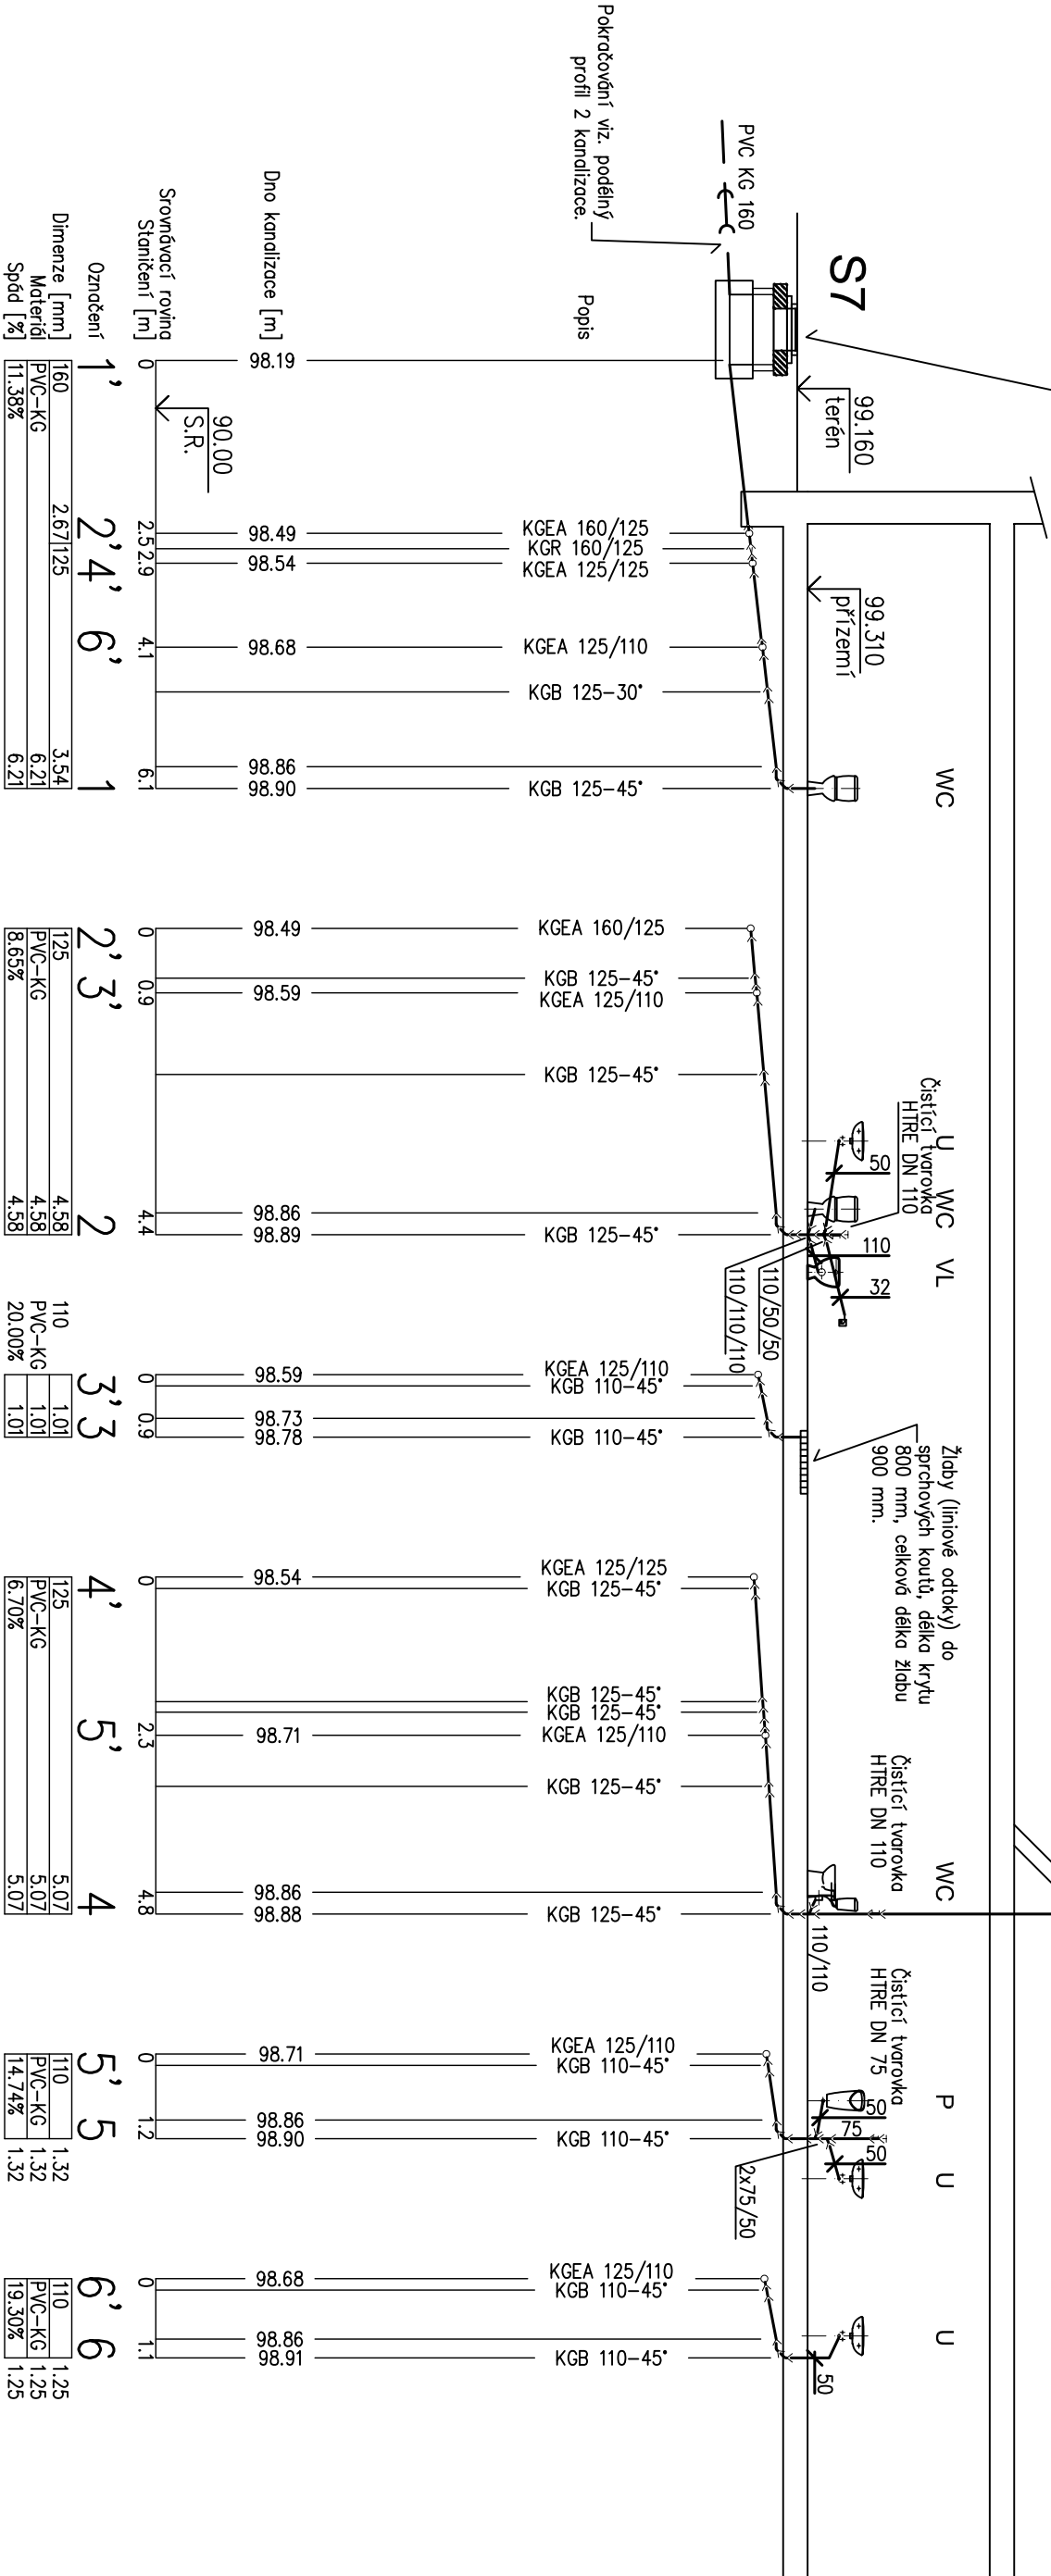 S7
PVC KG 160
Pokračování viz. podélný
profil 2 kanalizace.
99.160
terén
99.310
přízemí
90.00
S.R.
WC
U
WC
VL
WC
P
U
U
Čistící tvarovka
HTRE DN 110
50
110
32
110/50/50
110/110/110
Žlaby (liniové odtoky) do
sprchových koutů, délka krytu
800 mm, celková délka žlabu
900 mm.
Čistící tvarovka
HTRE DN 110
110/110
Čistící tvarovka
HTRE DN 75
50
75
50
2x75/50
50
Popis
KGEA 160/125
KGR 160/125
KGEA 125/125
KGEA 125/110
KGB 125-30°
KGB 125-45°
KGEA 160/125
KGB 125-45°
KGEA 125/110
KGB 125-45°
KGB 125-45°
KGEA 125/110
KGB 110-45°
KGB 110-45°
KGEA 125/125
KGB 125-45°
KGB 125-45°
KGB 125-45°
KGEA 125/110
KGB 125-45°
KGB 125-45°
KGEA 125/110
KGB 110-45°
KGB 110-45°
KGEA 125/110
KGB 110-45°
KGB 110-45°
Dno kanalizace [m]
98.19 98.49 98.54 98.68 98.86 98.90
98.49 98.59 98.86 98.89
98.59 98.73 98.78
98.54 98.71 98.86 98.88
98.71 98.86 98.90
98.68 98.86 98.91
Srovnávací rovina
Staničení [m]
0 2.5 2.9 4.1 6.1
0 0.9 4.4
0 0.9
0 2.3 4.8
0 1.2
0 1.1
Označení
1' 2' 4' 6' 1
2' 3' 2
3' 3
4' 5' 4
5' 5
6' 6
Dimenze [mm]
160 2.67 125 3.54
125 4.58
110 1.01
125 5.07
110 1.32
110 1.25
Materiál
PVC-KG 6.21
PVC-KG 4.58
PVC-KG 1.01
PVC-KG 5.07
PVC-KG 1.32
PVC-KG 1.25
Spád [%]
11.38% 6.21
8.65% 4.58
20.00% 1.01
6.70% 5.07
14.74% 1.32
19.30% 1.25